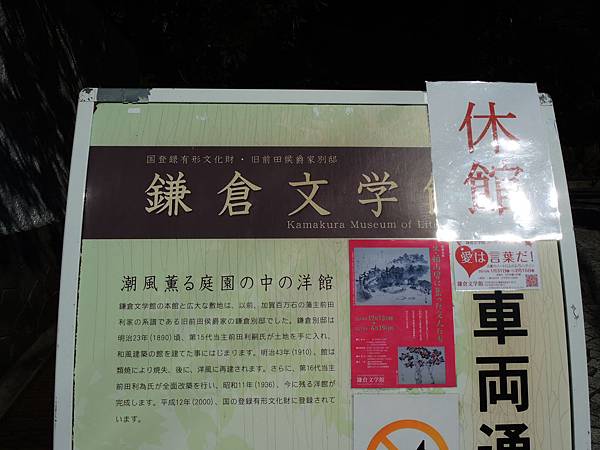 休館
国登録有形文化財・旧前田侯爵家別邸
鎌倉文学
Kamakura Museum of Lit
潮風薫る庭園の中の洋館
鎌倉文学館の本館と広大な敷地は、以前、加賀百万石の藩主前田
利家の系譜である旧前田侯爵家の鎌倉別邸でした。鎌倉別邸は
明治23年(1890)頃、第15代当主前田利嗣氏が土地を手に入れ、
和風建築の館を建てた事にはじまります。明治43年(1910)、館は
類焼により焼失、後に、洋風に再建されます。さらに、第16代当主
前田利為氏が全面改築を行い、昭和11年(1936)、今に残る洋館が
完成します。平成12年(2000)、国の登録有形文化財に登録されて
います。
鎌倉文学館
愛は言葉だ!
鎌倉文学館
車両通